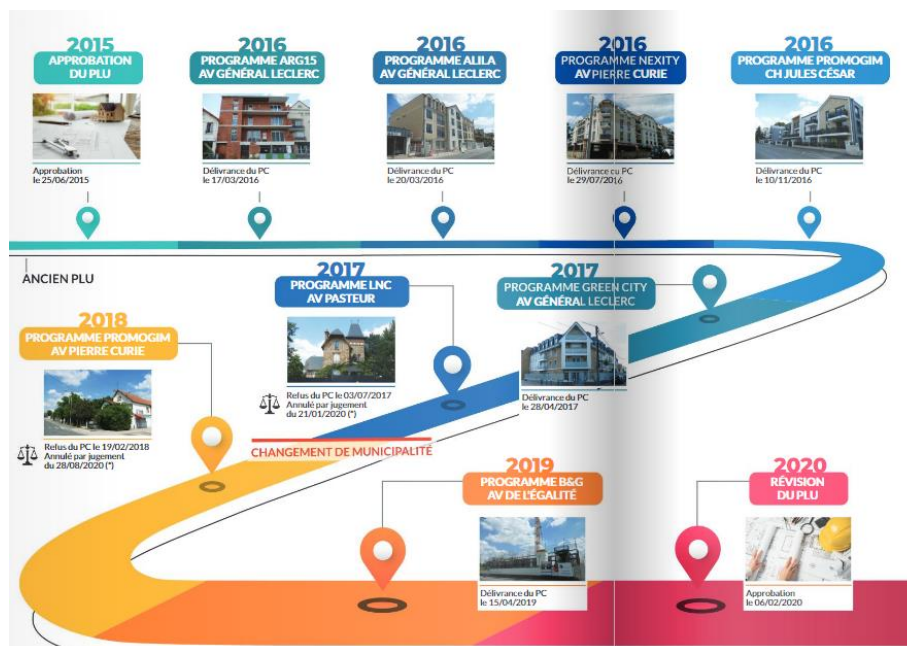 2015
APPROBATION
DU PLU
Approbation
le 25/06/2015
2016
PROGRAMME ARG15
AV GÉNÉRAL LECLERC
Délivrance du PC
le 17/03/2016
2016
PROGRAMME ALILA
AV GÉNÉRAL LECLERC
Délivrance du PC
le 20/03/2016
2016
PROGRAMME NEXITY
AV PIERRE CURIE
Délivrance du PC
le 29/07/2016
2016
PROGRAMME PROMOGIM
CH JULES CÉSAR
Délivrance du PC
le 10/11/2016
ANCIEN PLU
2017
PROGRAMME GREEN CITY
AV GÉNÉRAL LECLERC
Délivrance du PC
le 28/04/2017
2017
PROGRAMME LNC
AV PASTEUR
Refus du PC le 03/07/2017
Annulé par jugement
du 21/01/2020 (*)
CHANGEMENT DE MUNICIPALITÉ
2018
PROGRAMME PROMOGIM
AV PIERRE CURIE
Refus du PC le 19/02/2018
Annulé par jugement
du 28/08/2020 (*)
2019
PROGRAMME B&G
AV DE L'ÉGALITÉ
Délivrance du PC
le 15/04/2019
2020
RÉVISION
DU PLU
Approbation
le 06/02/2020